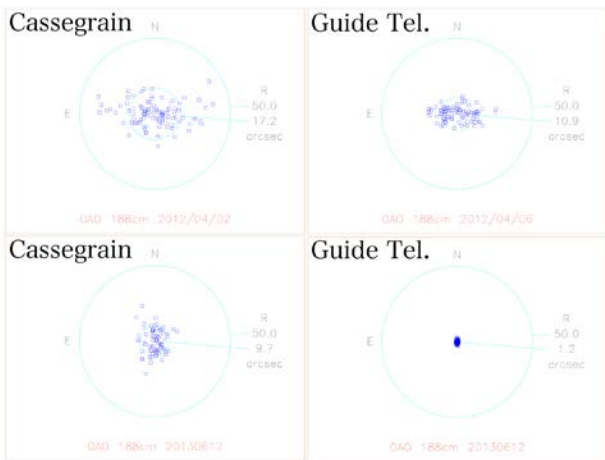 Cassegrain
N
E
R
50.0
17.2
arcsec
OAO 188cm 2012/04/02
Guide Tel.
N
E
R
50.0
10.9
arcsec
OAO 188cm 2012/04/06
Cassegrain
N
E
R
50.0
9.7
arcsec
OAO 188cm 20130612
Guide Tel.
N
E
R
50.0
1.2
arcsec
OAO 188cm 20130612